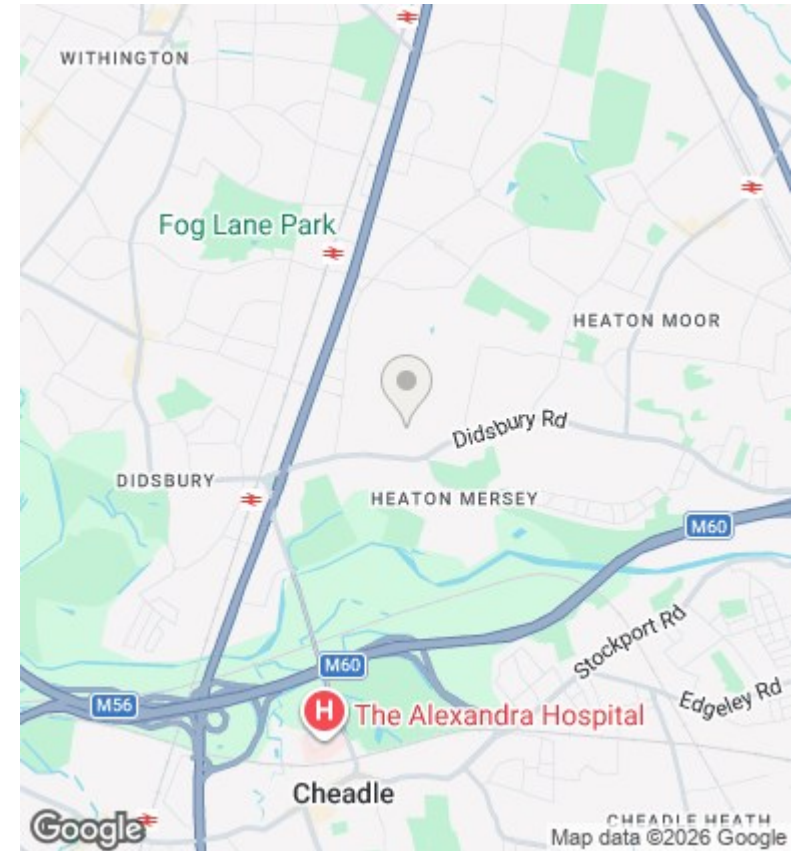 WITHINGTON
Fog Lane Park
HEATON MOOR
Didsbury Rd
DIDSBURY
HEATON MERSEY
M60
Stockport Rd
M60
Edgeley Rd
M56
H
The Alexandra Hospital
Cheadle
CHEADLE HEATH
Google
Map data ©2026 Google